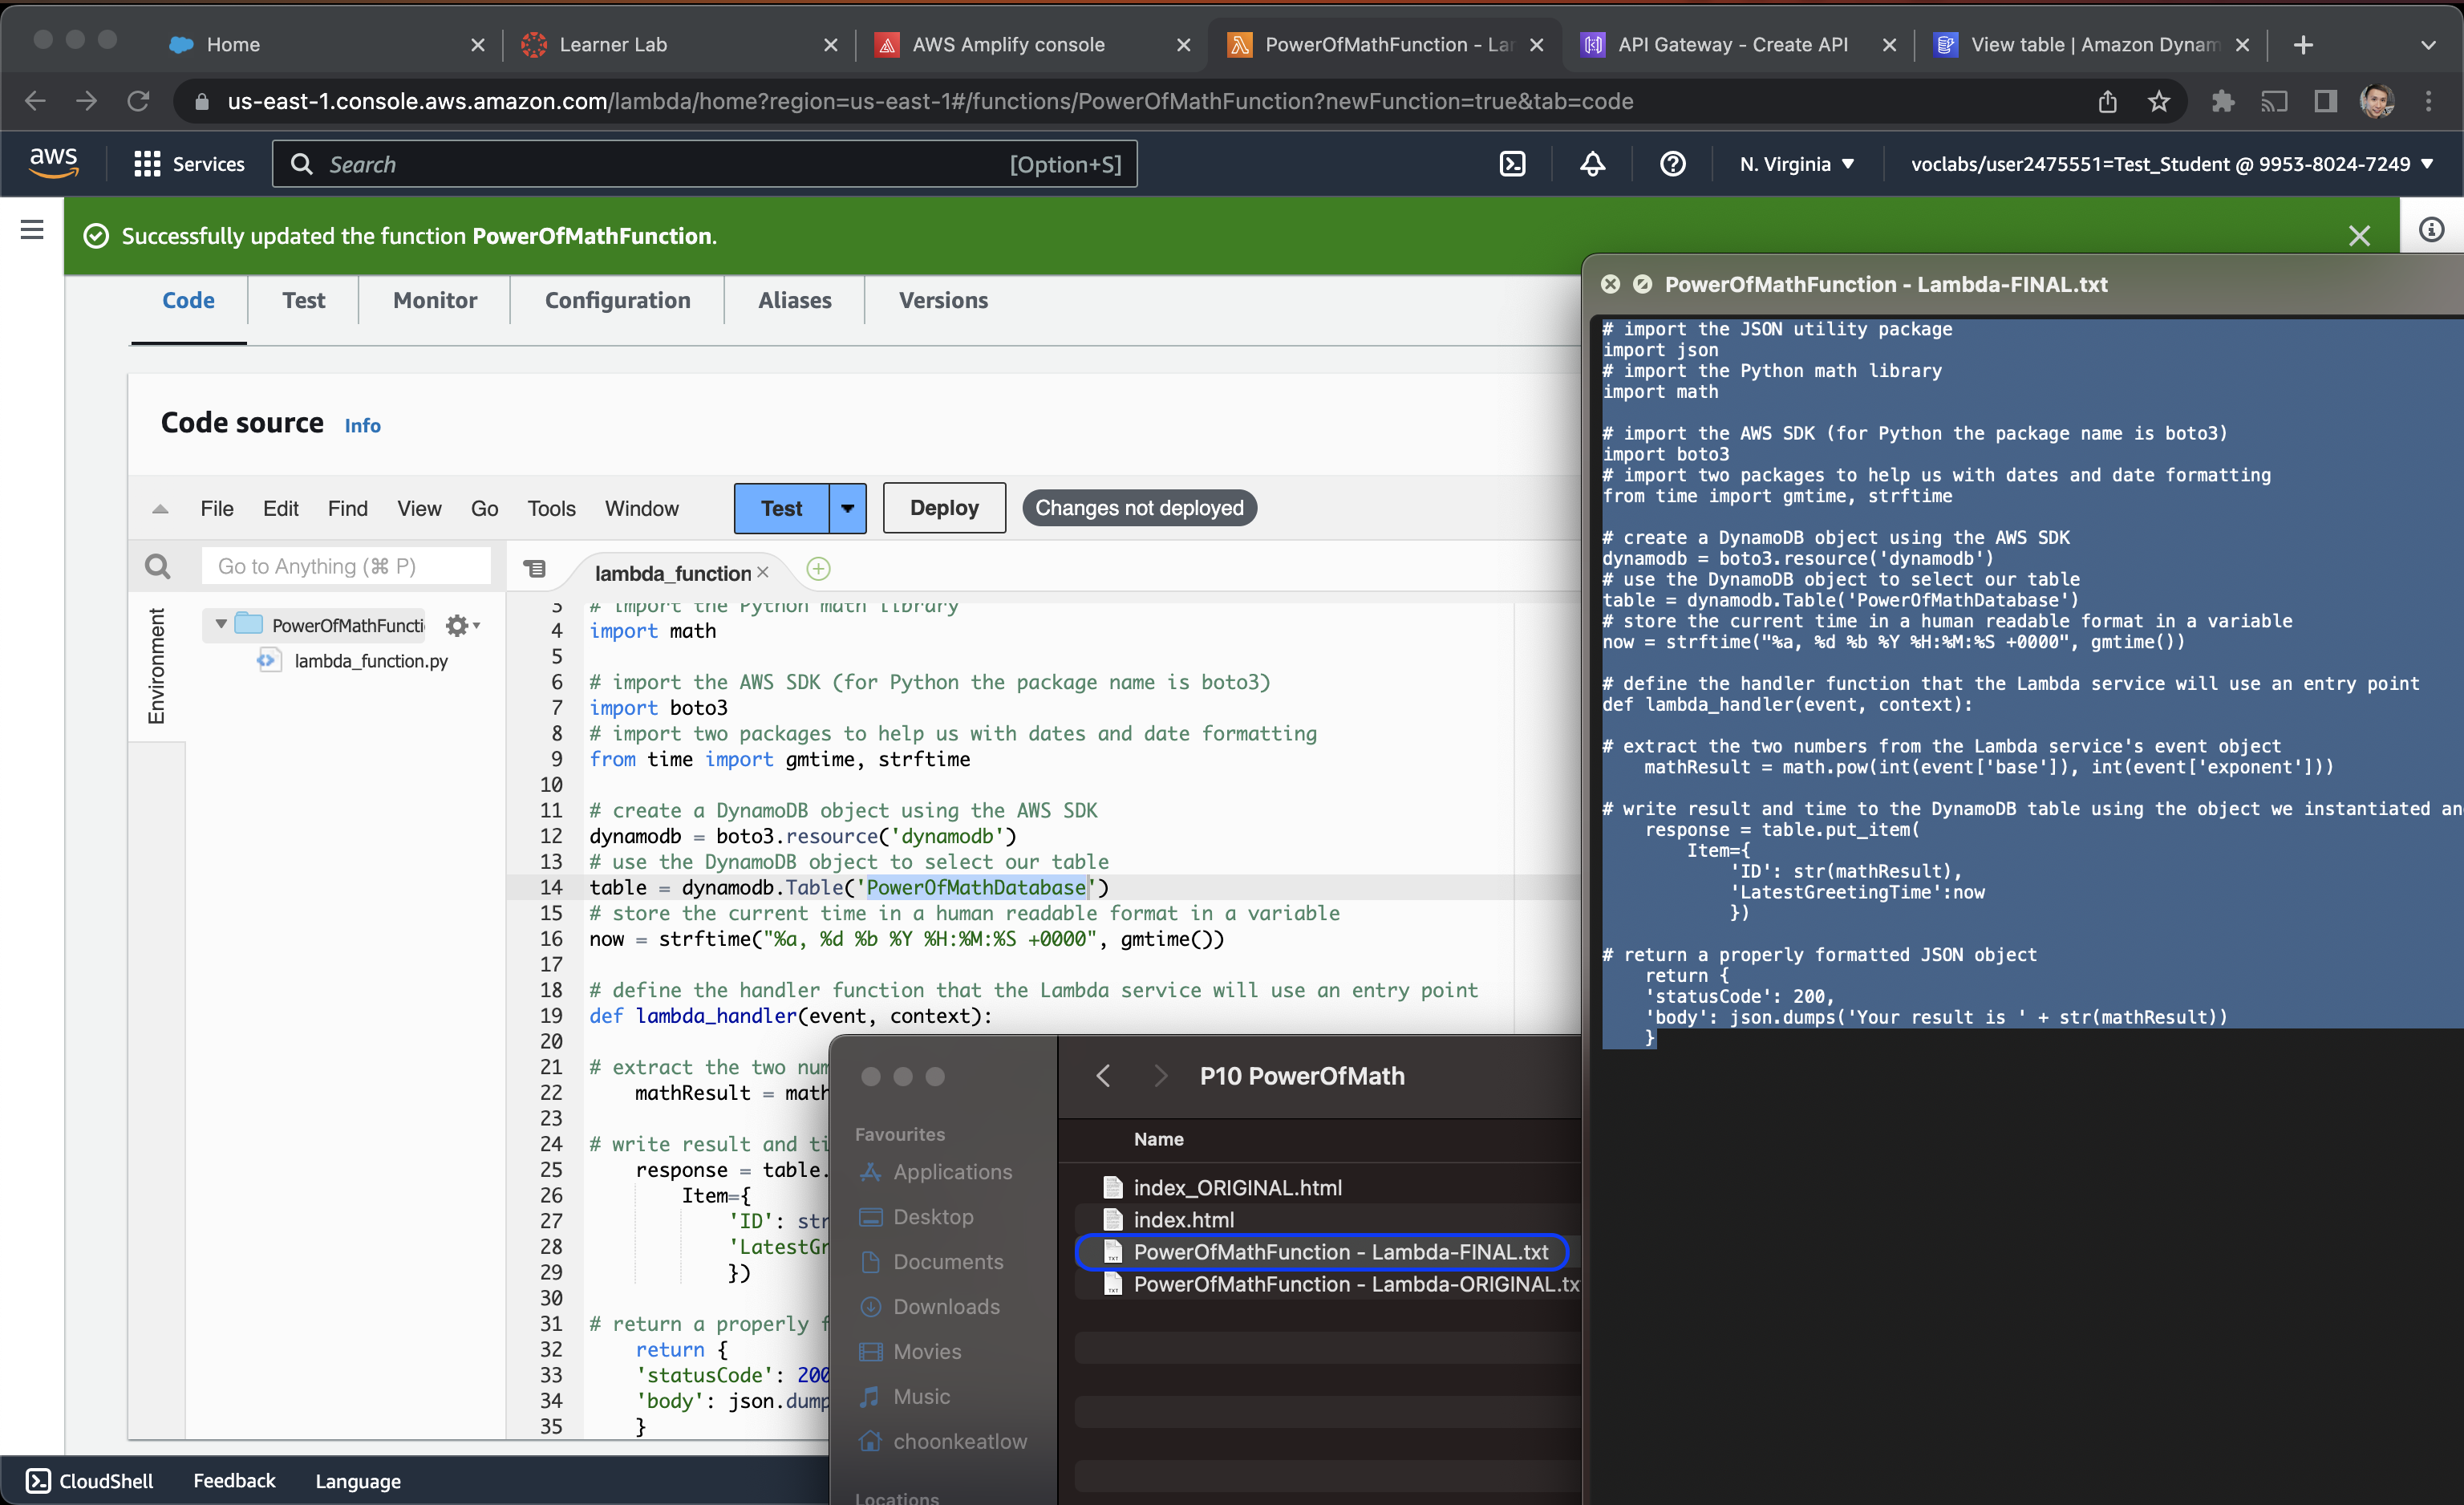 Home
Learner Lab
AWS Amplify console
PowerOfMathFunction - Lar
API Gateway - Create API
View table | Amazon Dynam
us-east-1.console.aws.amazon.com/lambda/home?region=us-east-1#/functions/PowerOfMathFunction?newFunction=true&tab=code
aws
Services
Search
[Option+S]
N. Virginia
voclabs/user2475551=Test_Student @ 9953-8024-7249
Successfully updated the function PowerOfMathFunction.
Code
Test
Monitor
Configuration
Aliases
Versions
Code source Info
File
Edit
Find
View
Go
Tools
Window
Test
Deploy
Changes not deployed
Go to Anything (⌘ P)
lambda_function
Environment
PowerOfMathFuncti
lambda_function.py
3 # import the Python math library
4 import math
5
6 # import the AWS SDK (for Python the package name is boto3)
7 import boto3
8 # import two packages to help us with dates and date formatting
9 from time import gmtime, strftime
10
11 # create a DynamoDB object using the AWS SDK
12 dynamodb = boto3.resource('dynamodb')
13 # use the DynamoDB object to select our table
14 table = dynamodb.Table('PowerOfMathDatabase')
15 # store the current time in a human readable format in a variable
16 now = strftime("%a, %d %b %Y %H:%M:%S +0000", gmtime())
17
18 # define the handler function that the Lambda service will use an entry point
19 def lambda_handler(event, context):
20
21 # extract the two num
22 mathResult = math
23
24 # write result and ti
25 response = table.
26 Item={
27 'ID': str
28 'LatestGr
29 })
30
31 # return a properly f
32 return {
33 'statusCode': 200
34 'body': json.dump
35 }
PowerOfMathFunction - Lambda-FINAL.txt
# import the JSON utility package
import json
# import the Python math library
import math
# import the AWS SDK (for Python the package name is boto3)
import boto3
# import two packages to help us with dates and date formatting
from time import gmtime, strftime
# create a DynamoDB object using the AWS SDK
dynamodb = boto3.resource('dynamodb')
# use the DynamoDB object to select our table
table = dynamodb.Table('PowerOfMathDatabase')
# store the current time in a human readable format in a variable
now = strftime("%a, %d %b %Y %H:%M:%S +0000", gmtime())
# define the handler function that the Lambda service will use an entry point
def lambda_handler(event, context):
# extract the two numbers from the Lambda service's event object
mathResult = math.pow(int(event['base']), int(event['exponent']))
# write result and time to the DynamoDB table using the object we instantiated an
response = table.put_item(
Item={
'ID': str(mathResult),
'LatestGreetingTime':now
})
# return a properly formatted JSON object
return {
'statusCode': 200,
'body': json.dumps('Your result is ' + str(mathResult))
}
P10 PowerOfMath
Favourites
Applications
Desktop
Documents
Downloads
Movies
Music
choonkeatlow
Locations
Name
index_ORIGINAL.html
index.html
PowerOfMathFunction - Lambda-FINAL.txt
PowerOfMathFunction - Lambda-ORIGINAL.tx
CloudShell
Feedback
Language